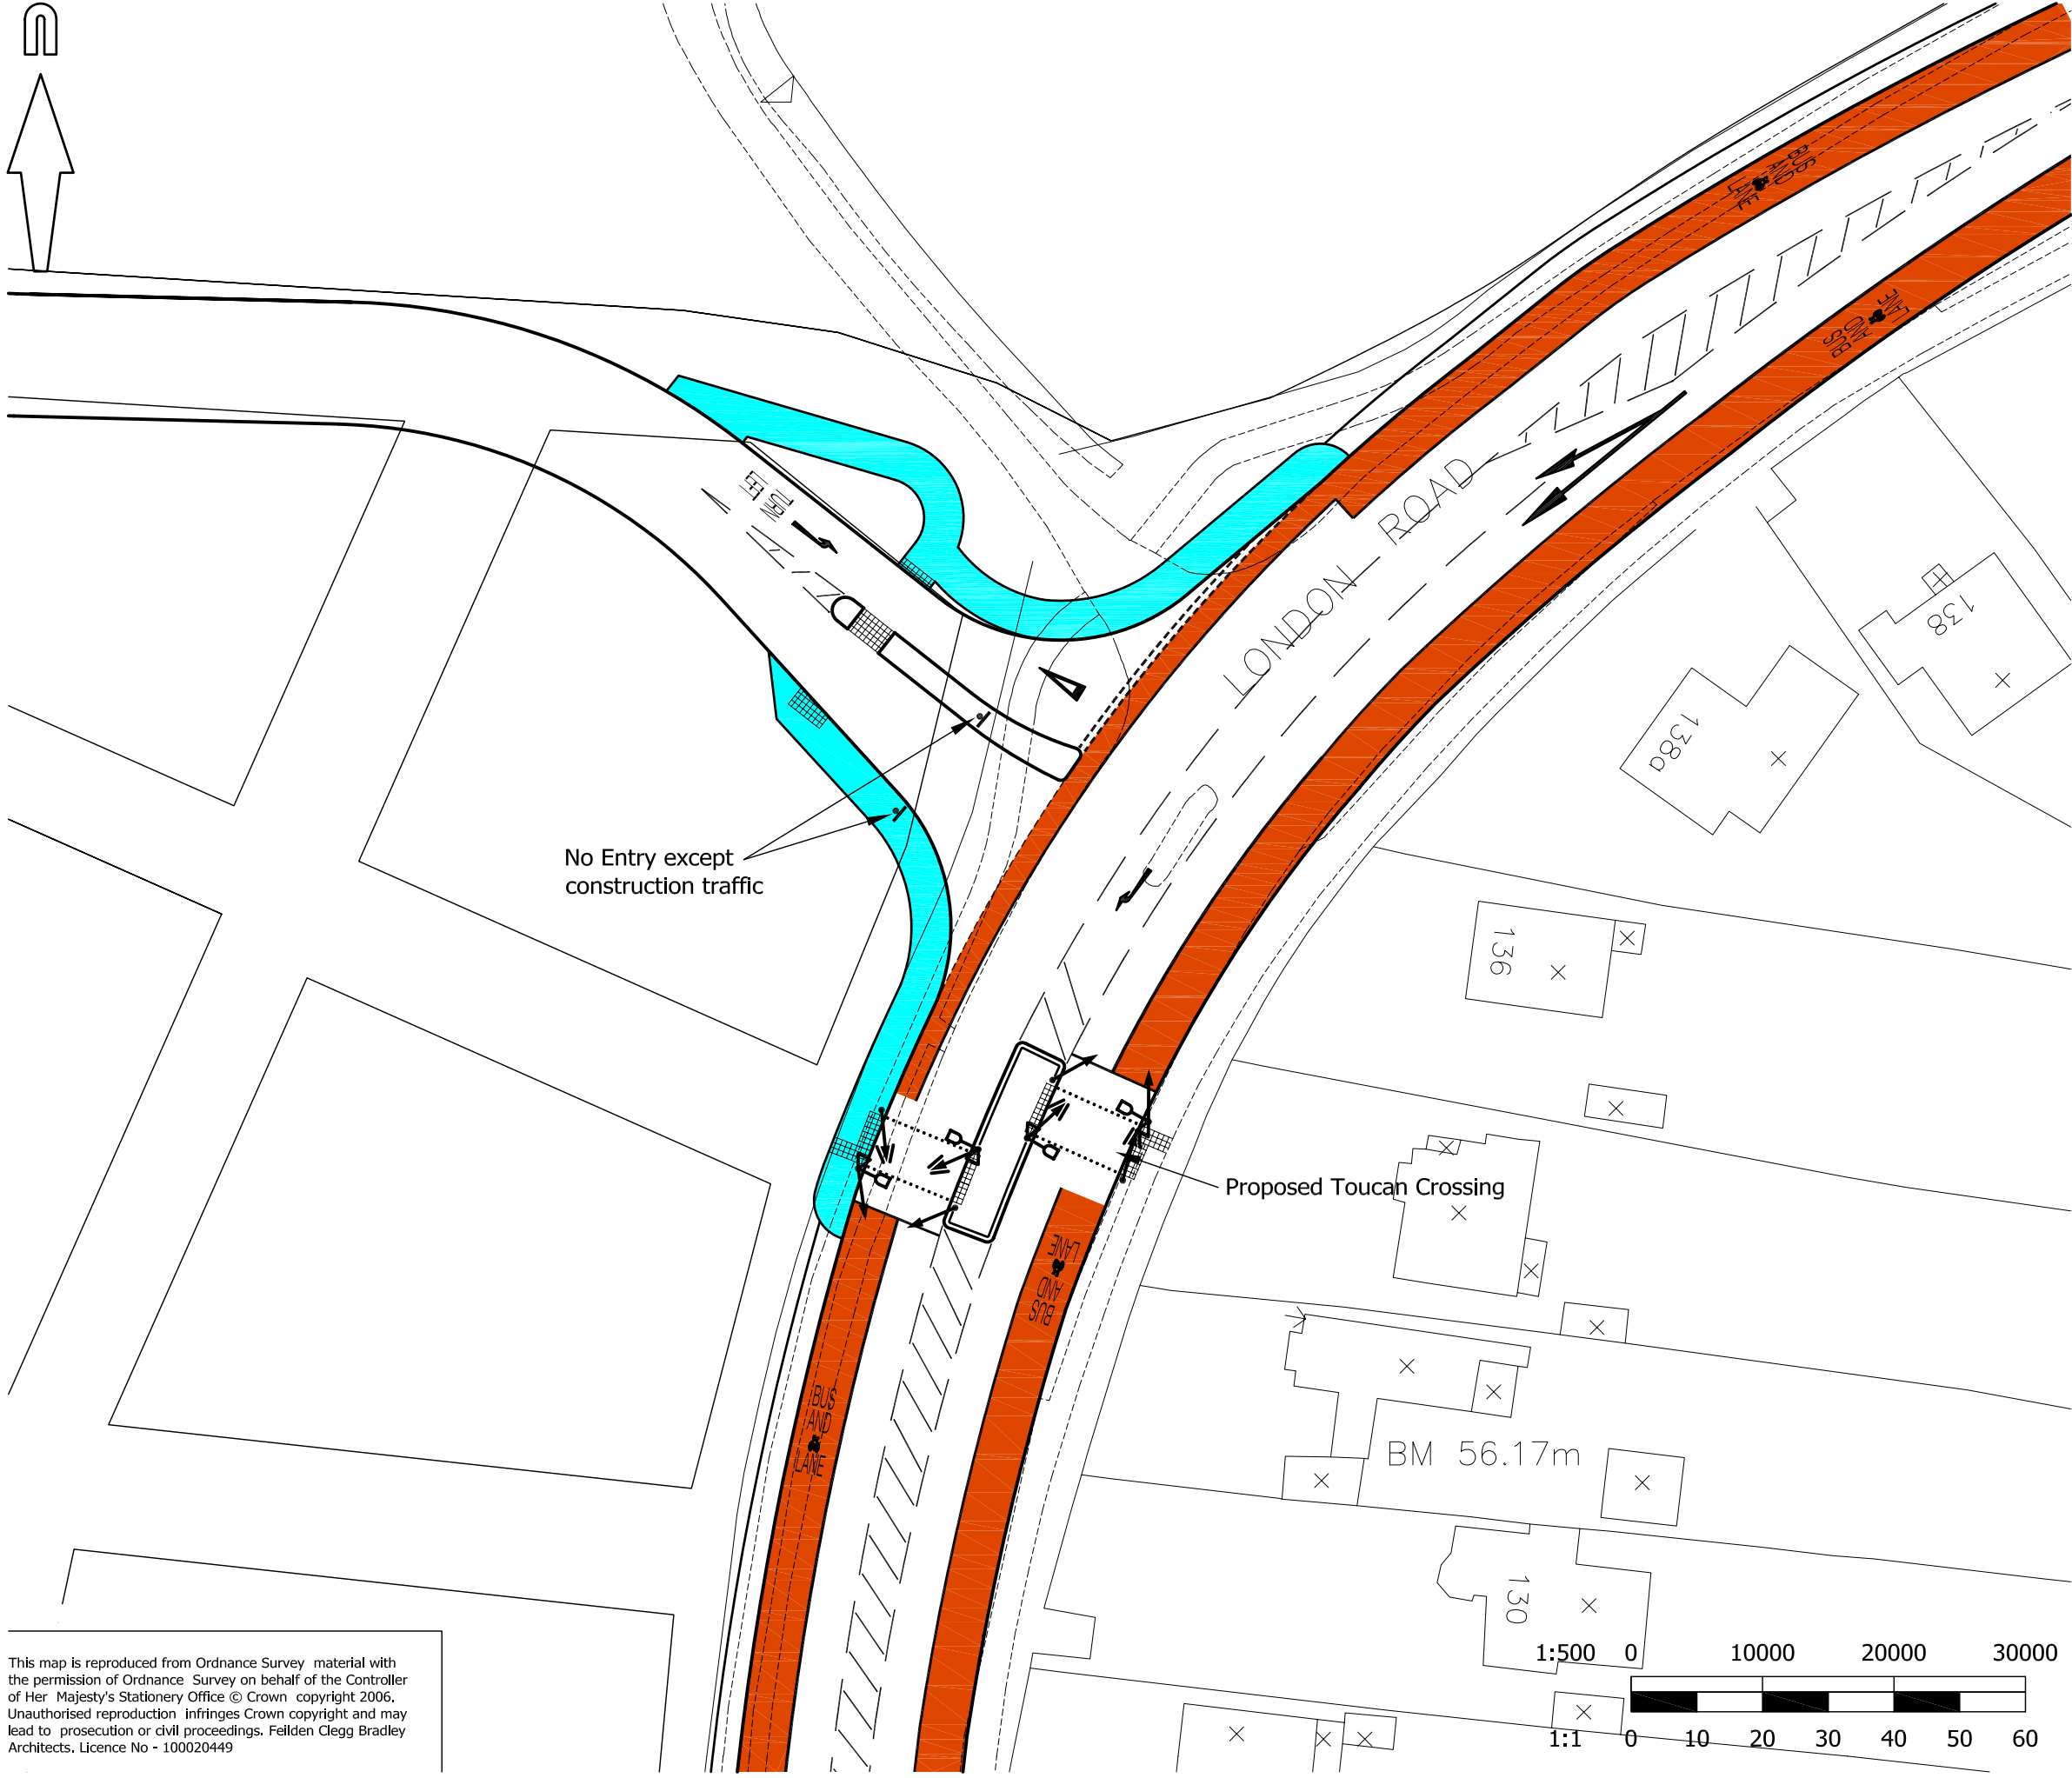 n
BUS
AND
LANE
LANE
AND
BUS
LONDON ROAD
138
138a
No Entry except
construction traffic
136
Proposed Toucan Crossing
LANE
AND
BUS
BUS
AND
LANE
BM 56.17m
130
1:500 0 10000 20000 30000
1:1 0 10 20 30 40 50 60
This map is reproduced from Ordnance Survey material with
the permission of Ordnance Survey on behalf of the Controller
of Her Majesty's Stationery Office © Crown copyright 2006.
Unauthorised reproduction infringes Crown copyright and may
lead to prosecution or civil proceedings. Feilden Clegg Bradley
Architects. Licence No - 100020449